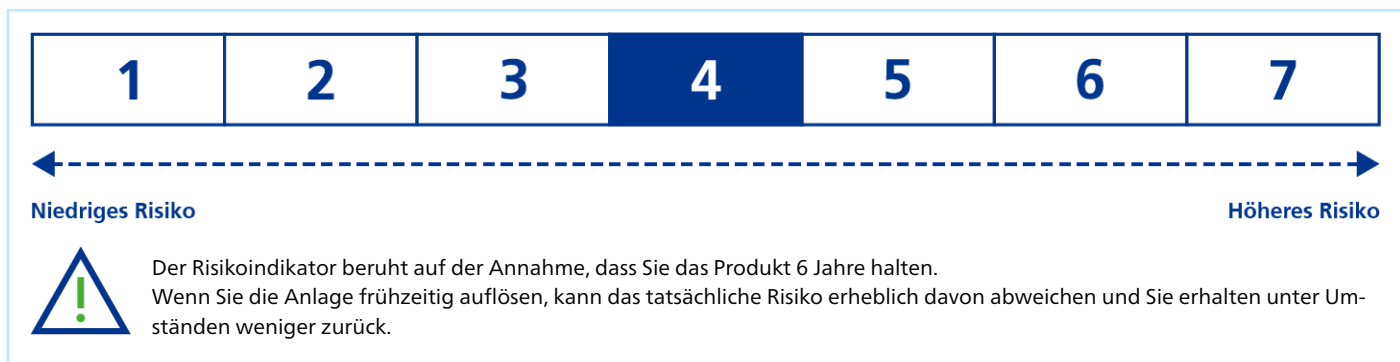 1 2 3 4 5 6 7
Niedriges Risiko Höheres Risiko
Der Risikoindikator beruht auf der Annahme, dass Sie das Produkt 6 Jahre halten.
Wenn Sie die Anlage frühzeitig auflösen, kann das tatsächliche Risiko erheblich davon abweichen und Sie erhalten unter Um-
ständen weniger zurück.